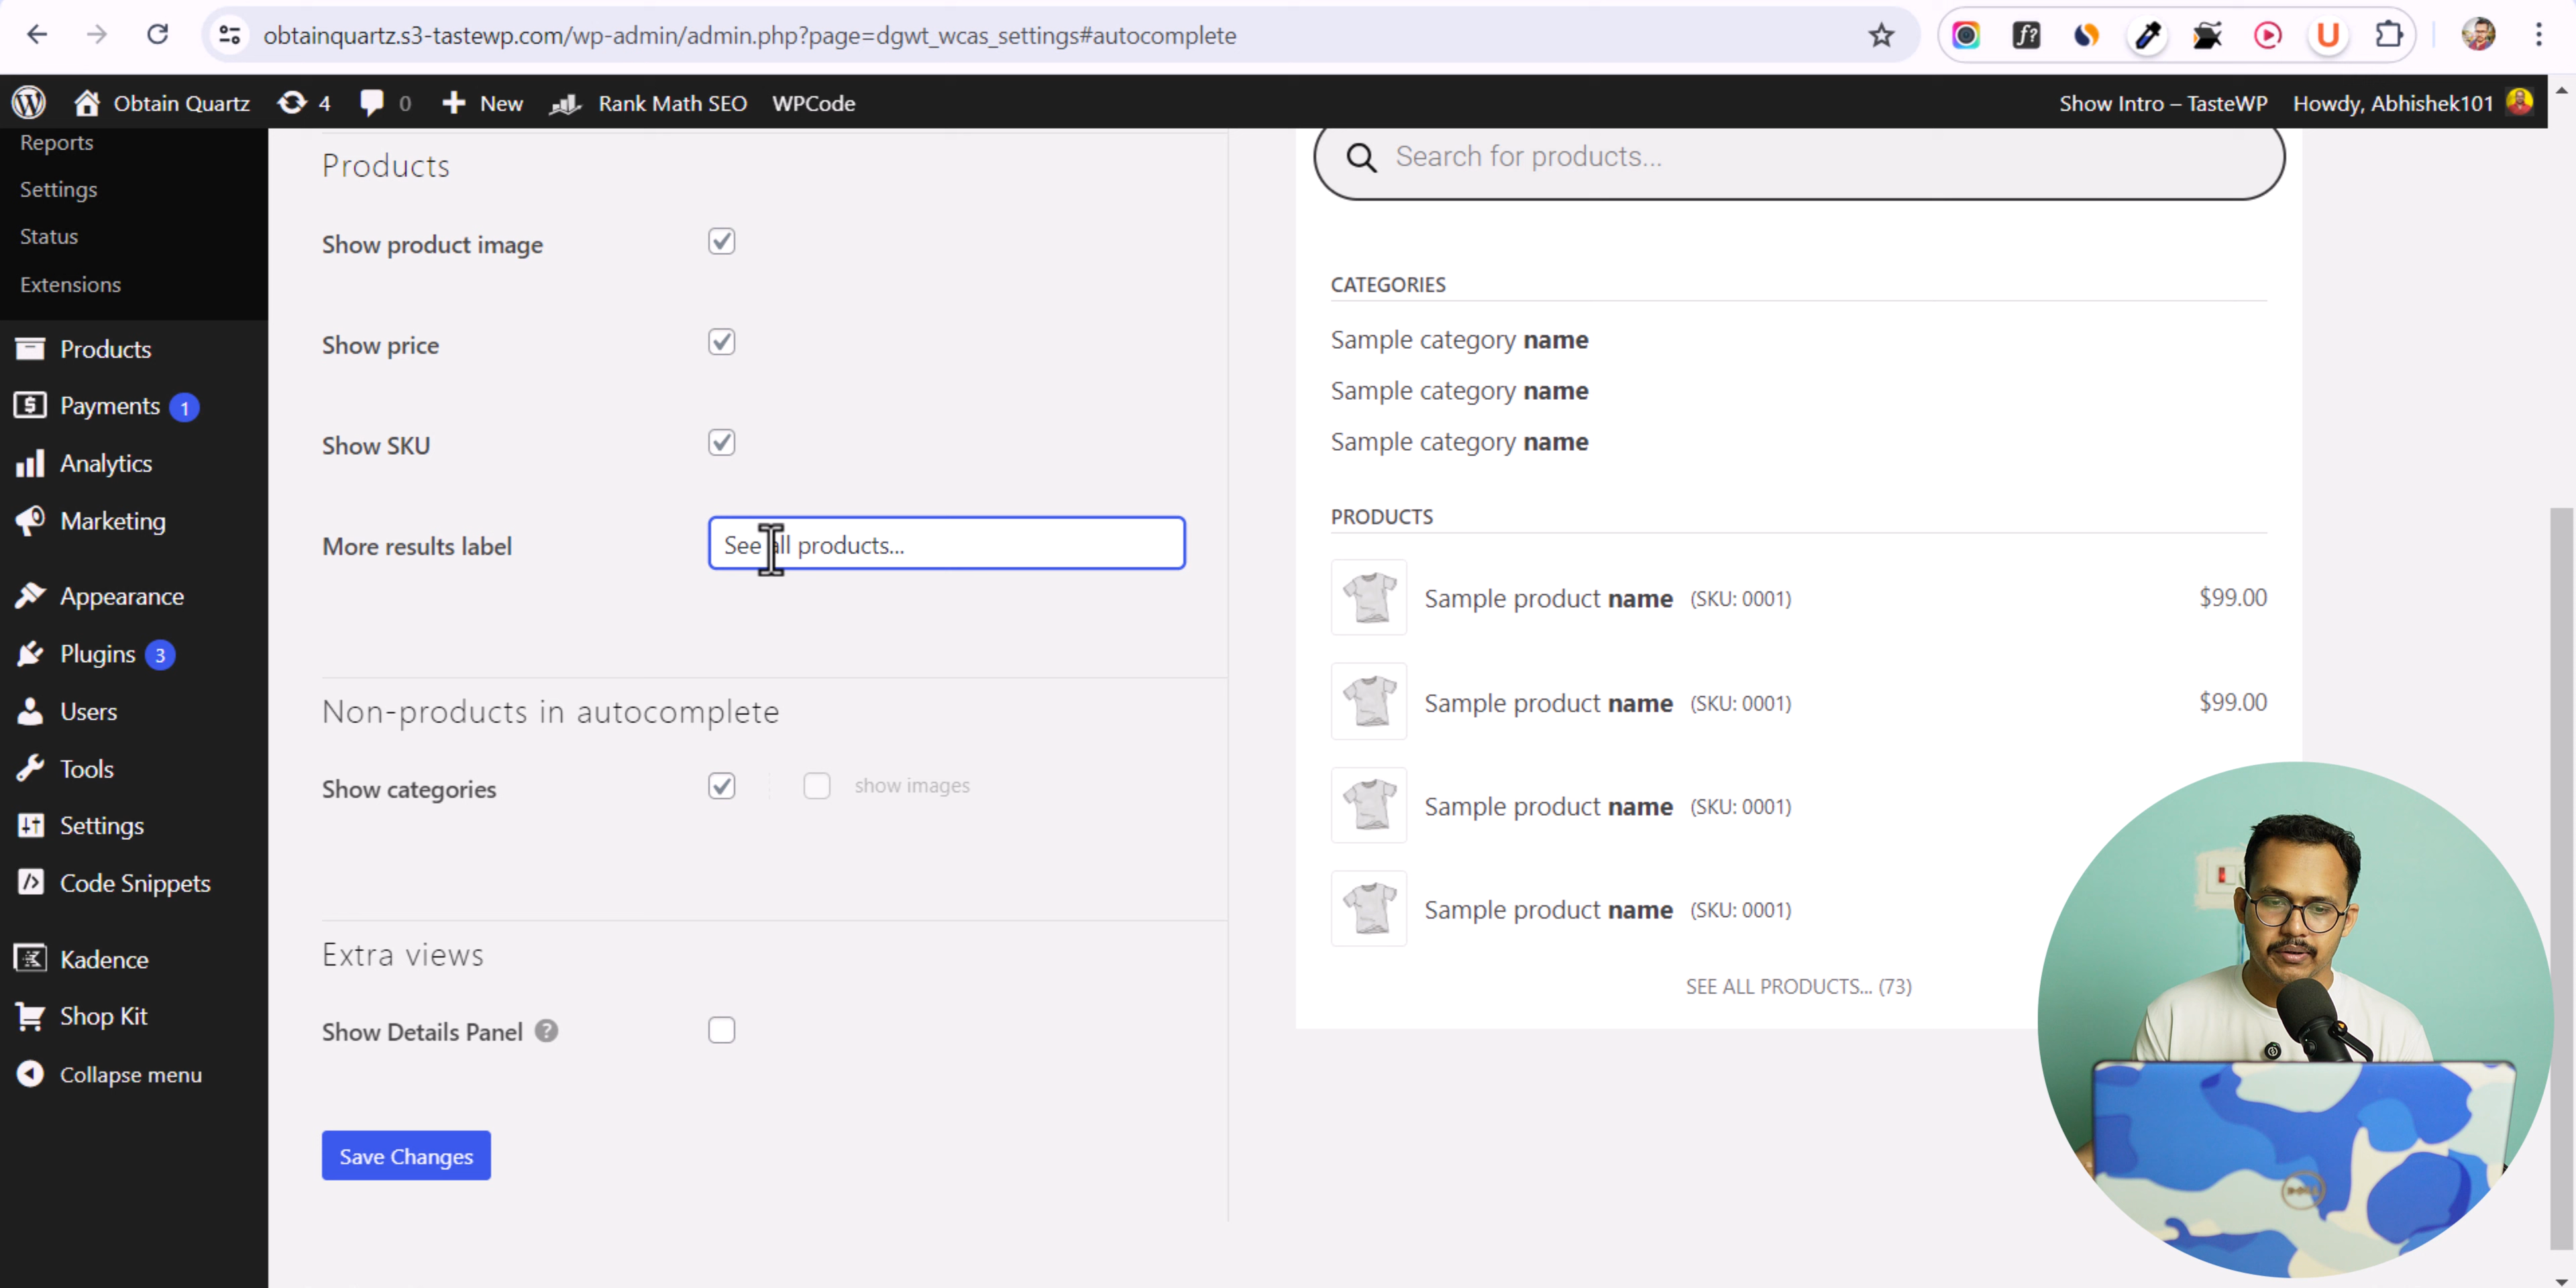 obtainquartz.s3-tastewp.com/wp-admin/admin.php?page=dgwt_wcas_settings#autocomplete
f?
U
Obtain Quartz
4
0
New
Rank Math SEO
WPCode
Show Intro – TasteWP
Howdy, Abhishek101
Reports
Settings
Status
Extensions
Products
Payments 1
Analytics
Marketing
Appearance
Plugins 3
Users
Tools
Settings
Code Snippets
Kadence
Shop Kit
Collapse menu
Products
Show product image
Show price
Show SKU
More results label
See all products...
Non-products in autocomplete
Show categories
show images
Extra views
Show Details Panel ?
Save Changes
Search for products...
CATEGORIES
Sample category name
Sample category name
Sample category name
PRODUCTS
Sample product name (SKU: 0001) $99.00
Sample product name (SKU: 0001) $99.00
Sample product name (SKU: 0001)
Sample product name (SKU: 0001)
SEE ALL PRODUCTS... (73)
DELL